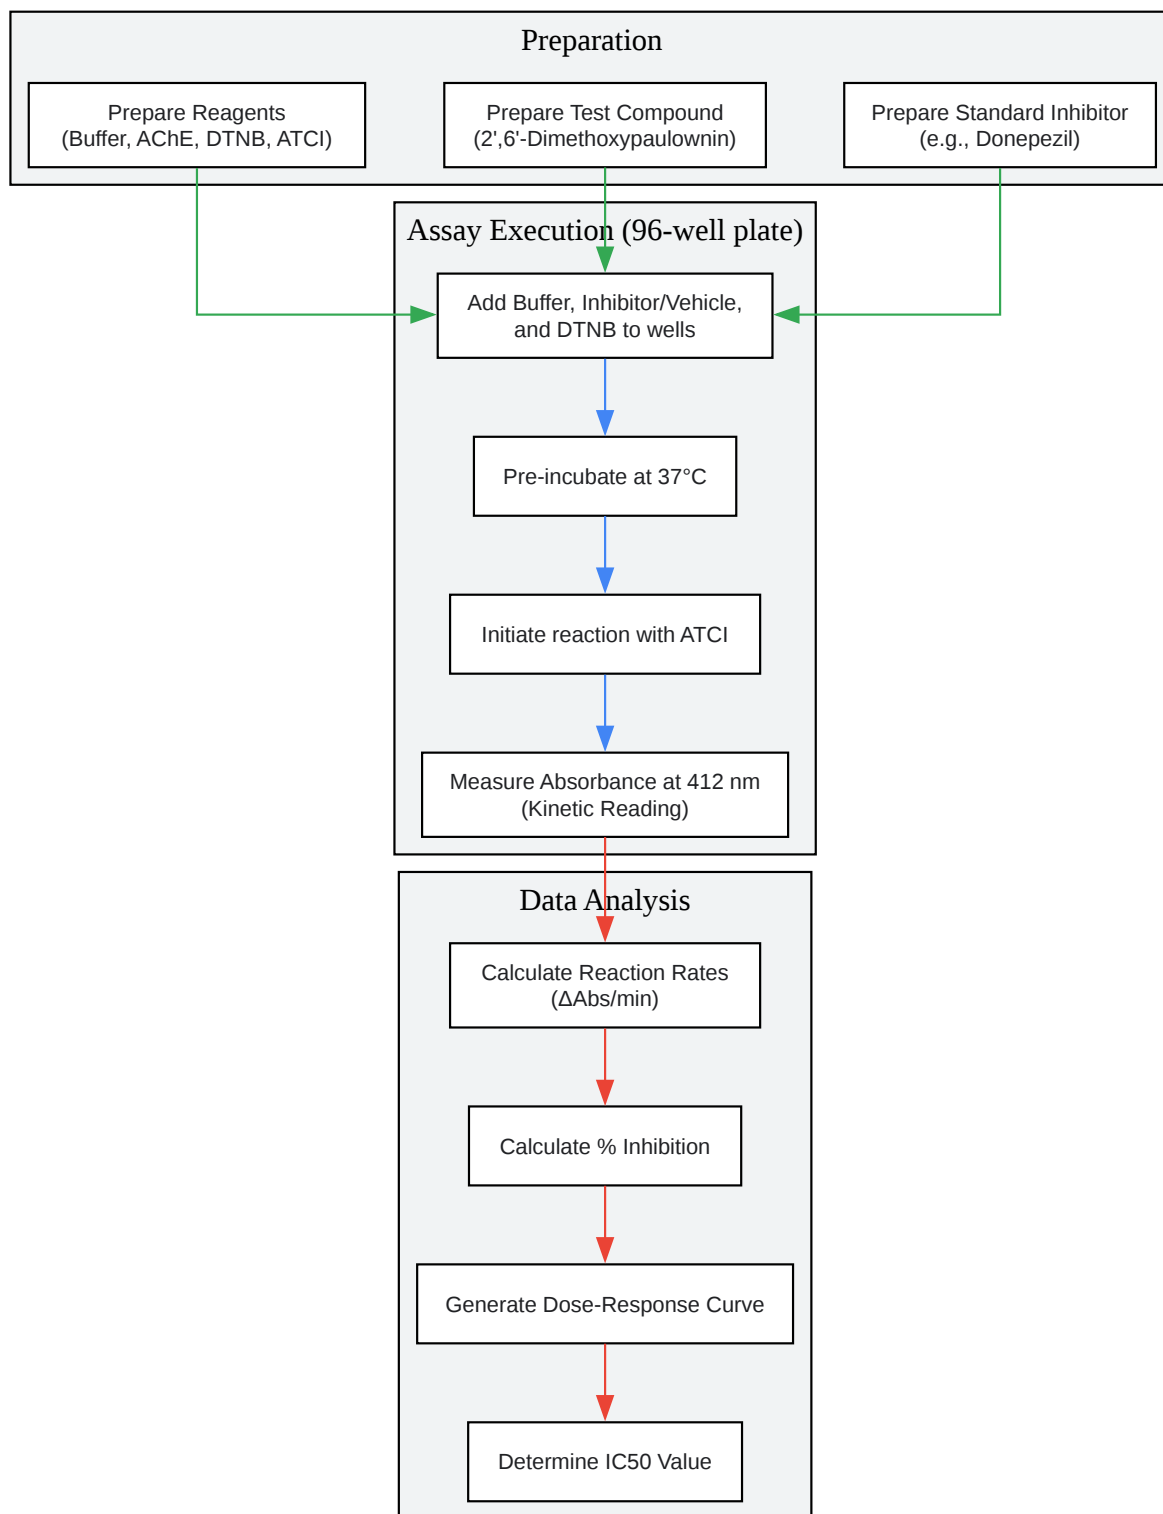 Preparation
Prepare Reagents
(Buffer, AChE, DTNB, ATCI)
Prepare Test Compound
(2',6'-Dimethoxypaulownin)
Prepare Standard Inhibitor
(e.g., Donepezil)
Assay Execution (96-well plate)
Add Buffer, Inhibitor/Vehicle,
and DTNB to wells
Pre-incubate at 37°C
Initiate reaction with ATCI
Measure Absorbance at 412 nm
(Kinetic Reading)
Data Analysis
Calculate Reaction Rates
(ΔAbs/min)
Calculate % Inhibition
Generate Dose-Response Curve
Determine IC50 Value